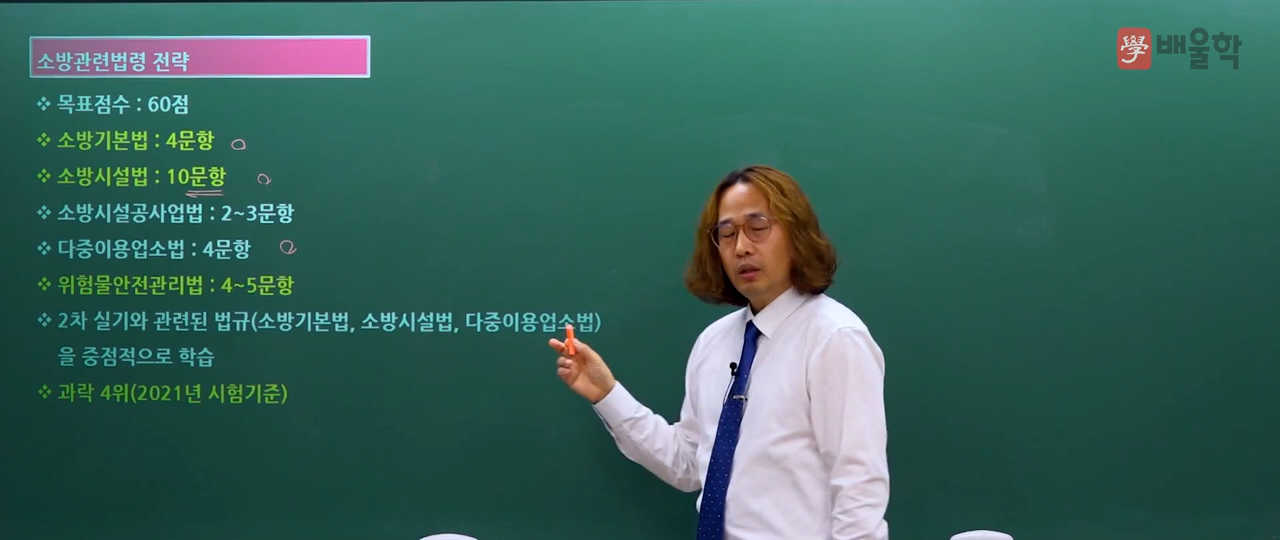 소방관련법령 전략
❖ 목표점수 : 60점
❖ 소방기본법 : 4문항
❖ 소방시설법 : 10문항
❖ 소방시설공사업법 : 2~3문항
❖ 다중이용업소법 : 4문항
❖ 위험물안전관리법 : 4~5문항
❖ 2차 실기와 관련된 법규(소방기본법, 소방시설법, 다중이용업소법)
을 중점적으로 학습
❖ 과락 4위(2021년 시험기준)
學 배울학